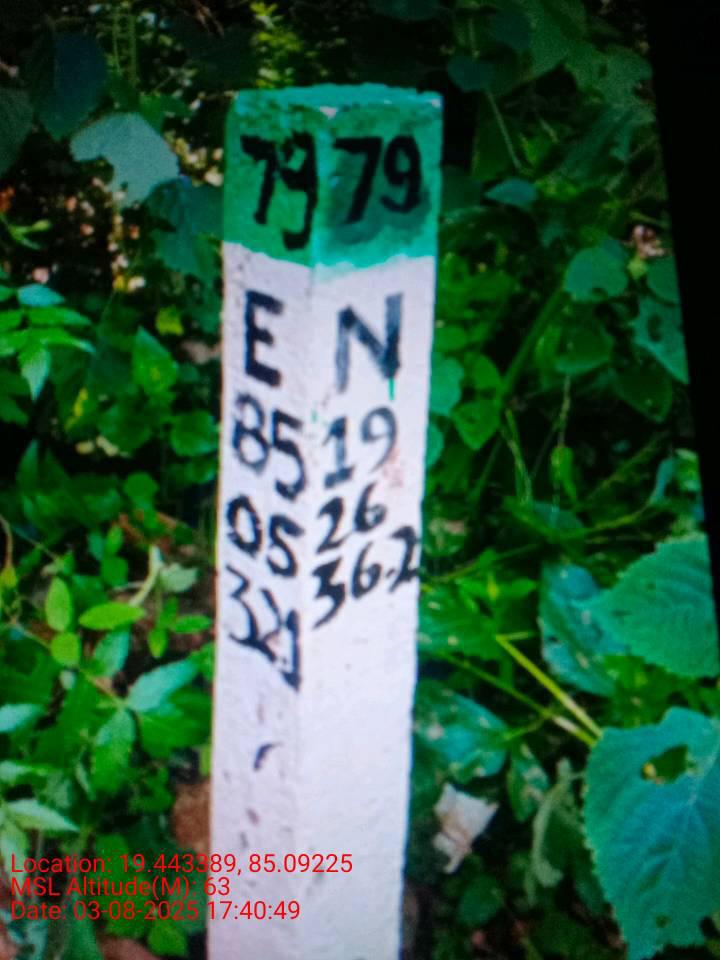 79 79
E N
85 19
05 26
36.2
Location: 19.443389, 85.09225
MSL Altitude(M): 63
Date: 03-08-2025 17:40:49